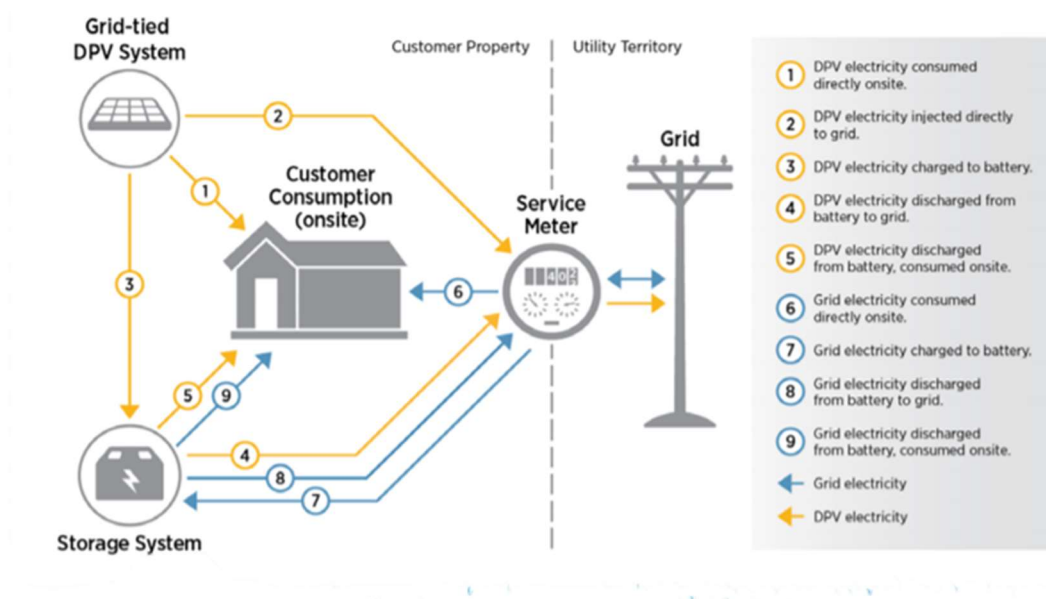 Grid-tied
DPV System
Customer Property
Utility Territory
2
1
Customer
Consumption
(onsite)
Service
Meter
Grid
3
6
5
9
4
8
7
Storage System
1 DPV electricity consumed
directly onsite.
2 DPV electricity injected directly
to grid.
3 DPV electricity charged to battery.
4 DPV electricity discharged from
battery to grid.
5 DPV electricity discharged
from battery, consumed onsite.
6 Grid electricity consumed
directly onsite.
7 Grid electricity charged to battery.
8 Grid electricity discharged
from battery to grid.
9 Grid electricity discharged
from battery, consumed onsite.
Grid electricity
DPV electricity